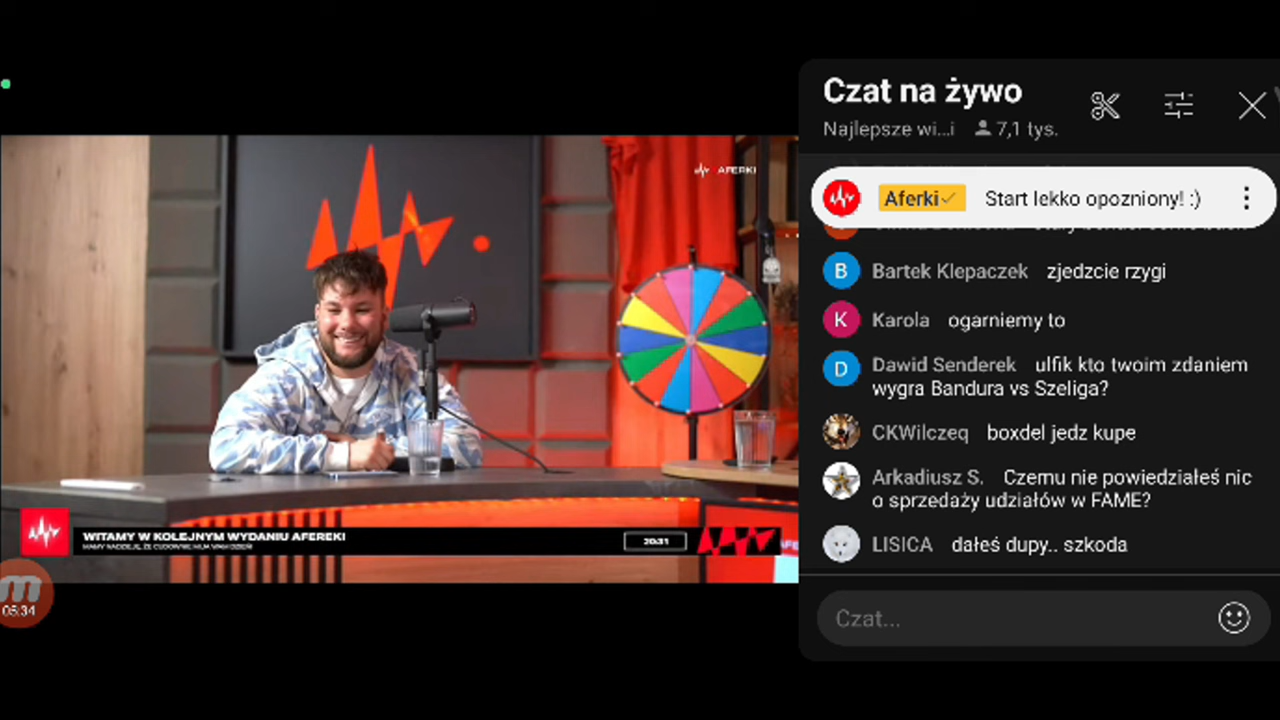 AFERKI
WITAMY W KOLEJNYM WYDANIU AFEREKI
20:31
05:34
Czat na żywo
Najlepsze wi...i 7,1 tys.
Aferki Start lekko opozniony! :)
B Bartek Klepaczek zjedzcie rzygi
K Karola ogarniemy to
D Dawid Senderek ulfik kto twoim zdaniem
wygra Bandura vs Szeliga?
CKWilczeq boxdel jedz kupe
Arkadiusz S. Czemu nie powiedziałeś nic
o sprzedaży udziałów w FAME?
LISICA dałeś dupy.. szkoda
Czat...